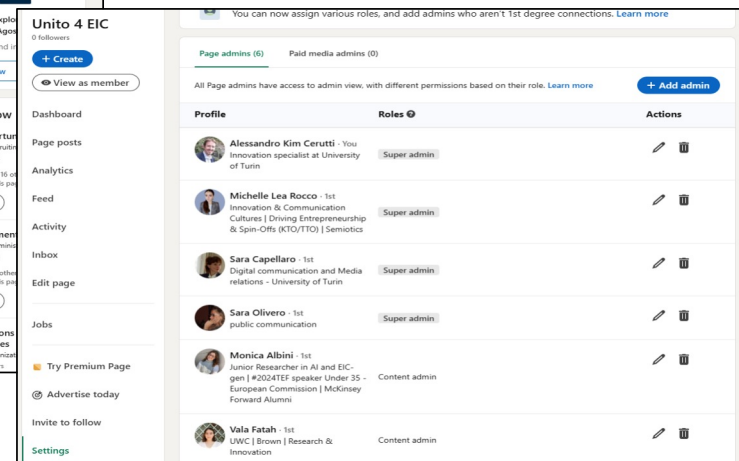 Unito 4 EIC
0 followers
+ Create
View as member
Dashboard
Page posts
Analytics
Feed
Activity
Inbox
Edit page
Jobs
Try Premium Page
Advertise today
Invite to follow
Settings
You can now assign various roles, and add admins who aren't 1st degree connections. Learn more
Page admins (6) Paid media admins (0)
All Page admins have access to admin view, with different permissions based on their role. Learn more
+ Add admin
Profile Roles Actions
Alessandro Kim Cerutti · You
Innovation specialist at University
of Turin
Super admin
Michelle Lea Rocco · 1st
Innovation & Communication
Cultures | Driving Entrepreneurship
& Spin-Offs (KTO/TTO) | Semiotics
Super admin
Sara Capellaro · 1st
Digital communication and Media
relations - University of Turin
Super admin
Sara Olivero · 1st
public communication
Super admin
Monica Albini · 1st
Junior Researcher in AI and EIC-
gen | #2024TEF speaker Under 35 -
European Commission | McKinsey
Forward Alumni
Content admin
Vala Fatah · 1st
UWC | Brown | Research &
Innovation
Content admin